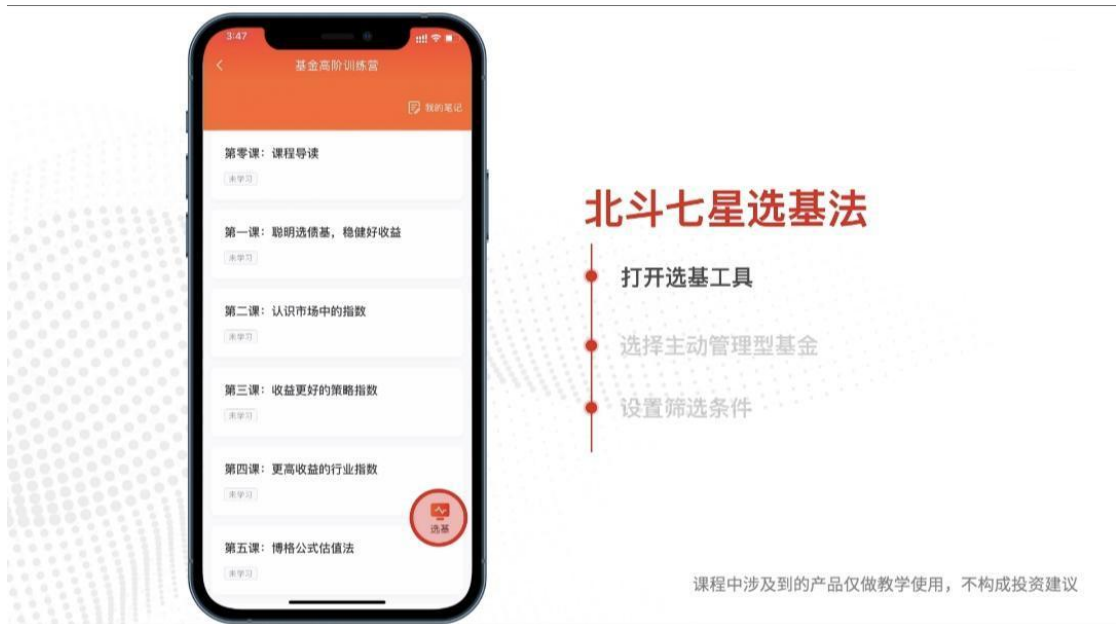 3:47
基金高阶训练营
我的笔记
第零课：课程导读
未学习
第一课：聪明选债基，稳健好收益
未学习
第二课：认识市场中的指数
未学习
第三课：收益更好的策略指数
未学习
第四课：更高收益的行业指数
未学习
选基
第五课：博格公式估值法
未学习
北斗七星选基法
打开选基工具
选择主动管理型基金
设置筛选条件
课程中涉及到的产品仅做教学使用，不构成投资建议